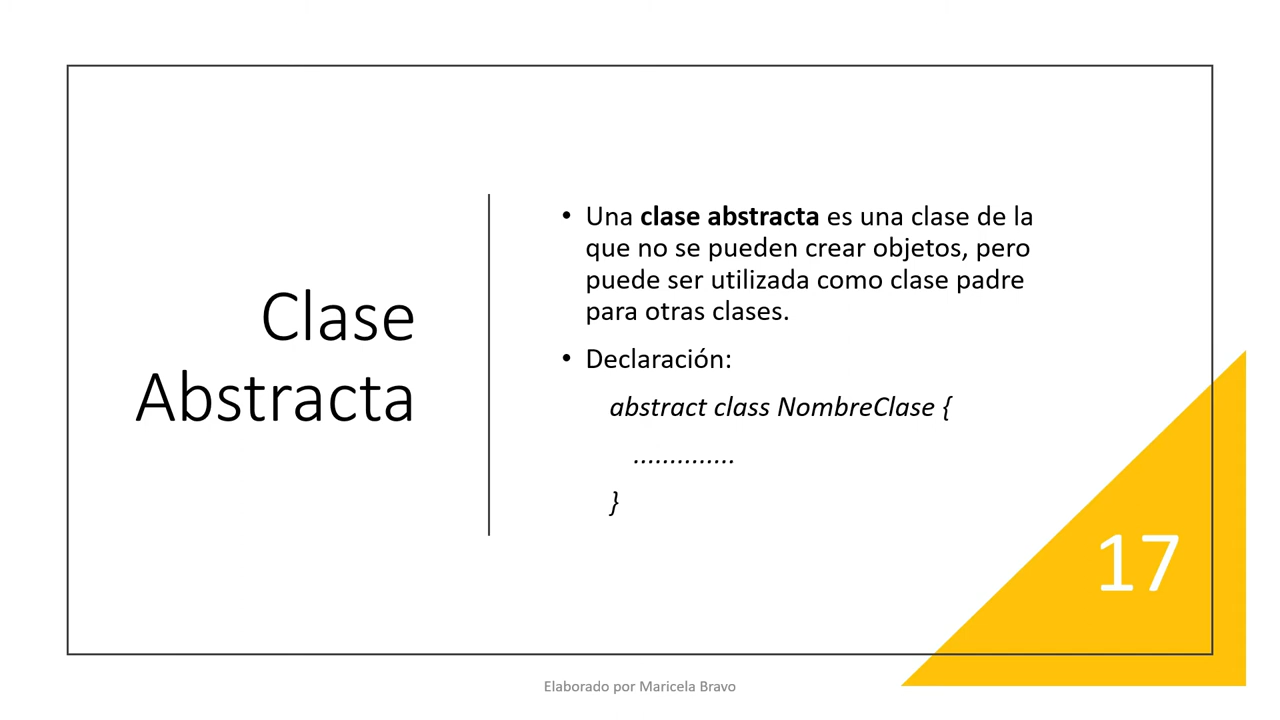 Clase
Abstracta
• Una clase abstracta es una clase de la
que no se pueden crear objetos, pero
puede ser utilizada como clase padre
para otras clases.
• Declaración:
abstract class NombreClase {
..............
}
17
Elaborado por Maricela Bravo